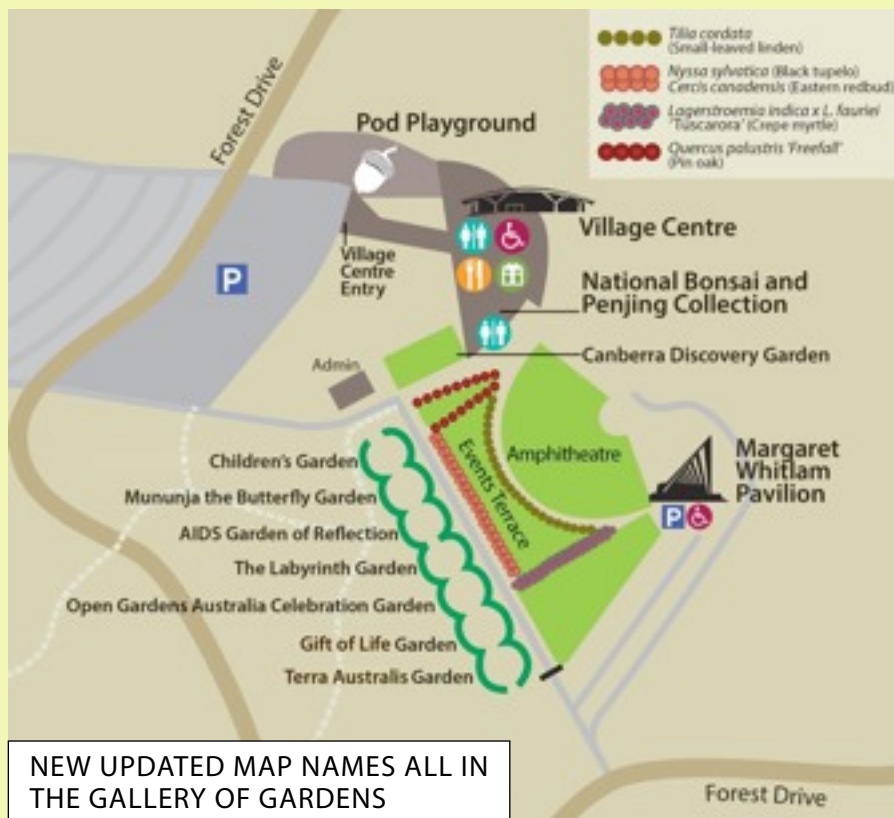 Tilia cordata
(Small-leaved linden)
Nyssa sylvatica (Black tupelo)
Cercis canadensis (Eastern redbud)
Lagerstroemia indica x L. fauriei
'Tuscarora' (Crepe myrtle)
Quercus palustris 'Freefall'
(Pin oak)
Forest Drive
Pod Playground
Village Centre
Village
Centre
Entry
P
National Bonsai and
Penjing Collection
Canberra Discovery Garden
Admin
Amphitheatre
Events Terrace
Margaret
Whitlam
Pavilion
P
Children's Garden
Mununja the Butterfly Garden
AIDS Garden of Reflection
The Labyrinth Garden
Open Gardens Australia Celebration Garden
Gift of Life Garden
Terra Australis Garden
NEW UPDATED MAP NAMES ALL IN
THE GALLERY OF GARDENS
Forest Drive